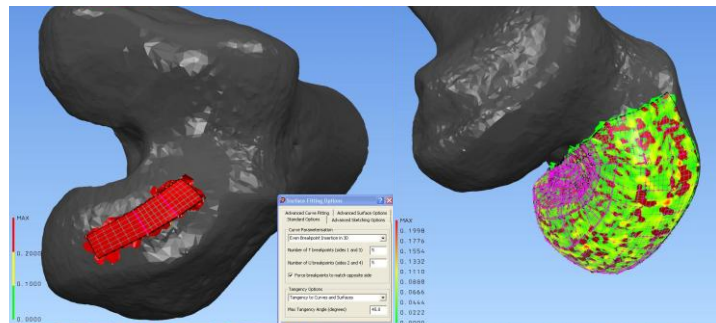 MAX
0.2000
0.1000
0.0000
Surface Fitting Options
Advanced Curve Fitting
Advanced Surface Options
Standard Options
Advanced Sketching Options
Curve Parameterisation
Even Breakpoint Insertion in 3D
Number of T breakpoints (sides 1 and 3)
Number of U breakpoints (sides 2 and 4)
Force breakpoints to match opposite side
Tangency Options
Tangency to Curves and Surfaces
Max Tangency Angle (degrees)
MAX
0.1998
0.1776
0.1554
0.1332
0.1110
0.0888
0.0666
0.0444
0.0222
0.0000